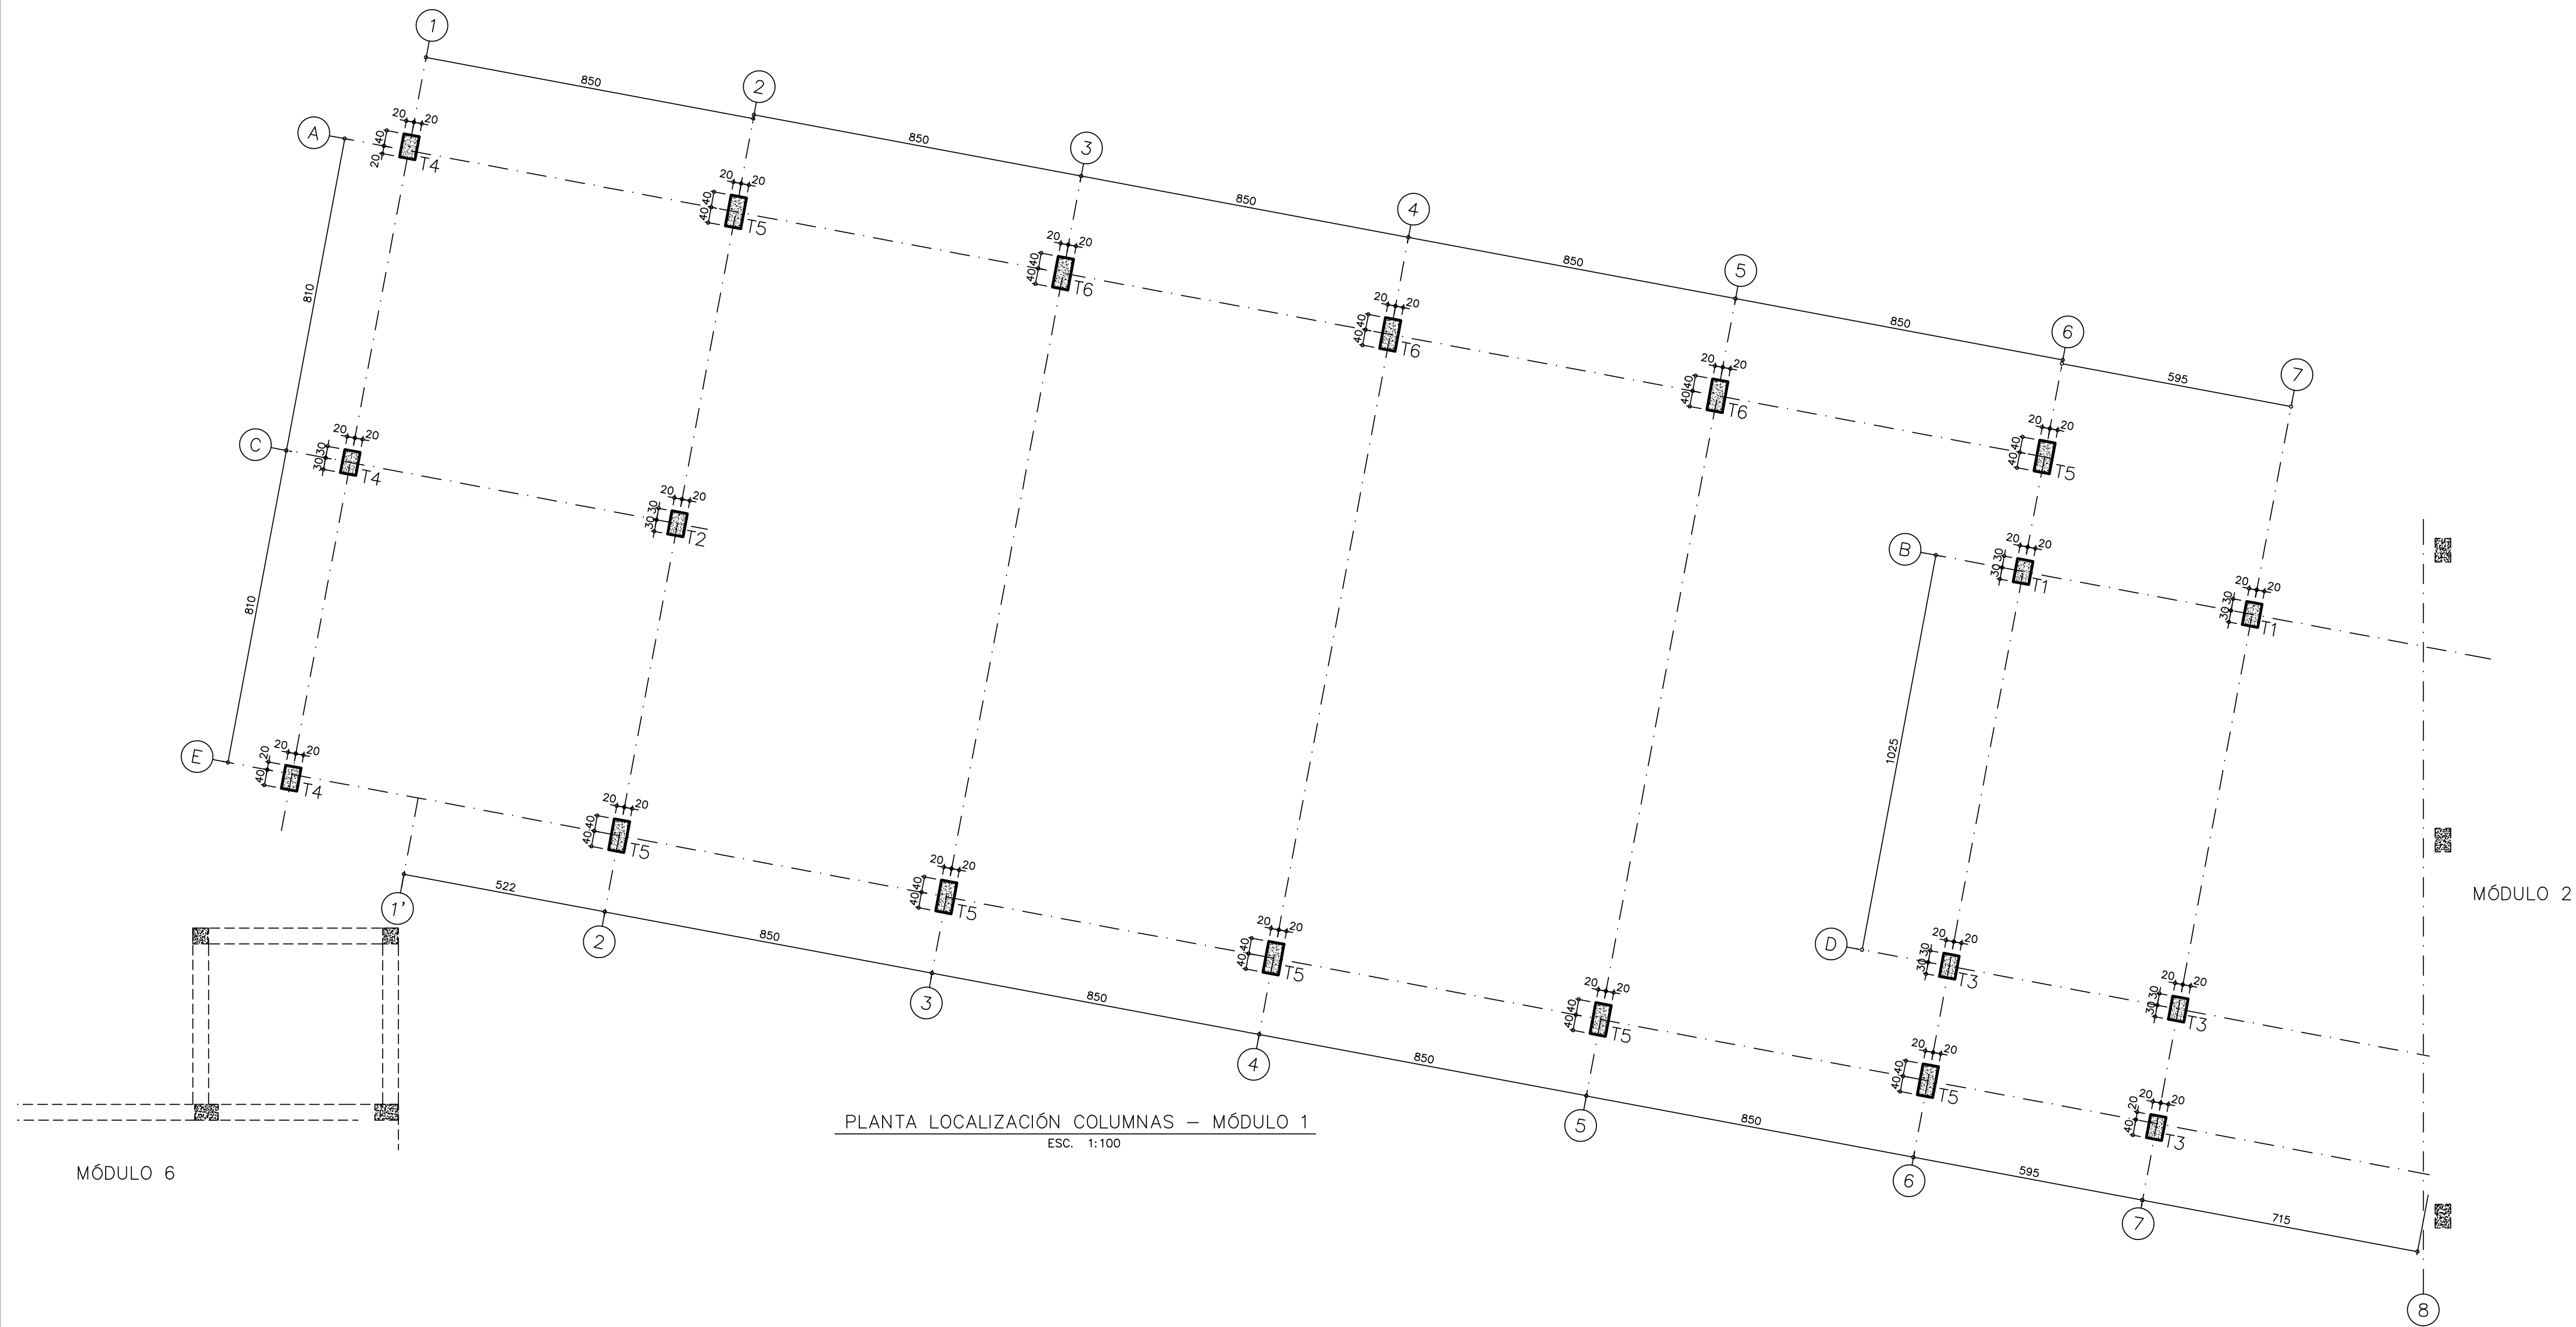 1
850
2
850
3
850
4
850
5
850
6
595
7
A
20 20
40
20
T4
20 20
40 40
T5
20 20
40 40
T6
20 20
40 40
T6
20 20
40 40
T6
20 20
40 40
T5
810
C
20 20
30 30
T4
20 20
30 30
T2
B
20 20
30 30
T1
20 20
30 30
T1
810
1025
E
20 20
20
40
T4
20 20
40 40
T5
20 20
40 40
T5
20 20
40 40
T5
20 20
40 40
T5
20 20
40 40
T5
D
20 20
30 30
T3
20 20
30 30
T3
20 20
20
40
T3
MÓDULO 2
1'
522
2
850
3
850
4
850
5
850
6
595
7
715
8
PLANTA LOCALIZACIÓN COLUMNAS – MÓDULO 1
ESC. 1:100
MÓDULO 6